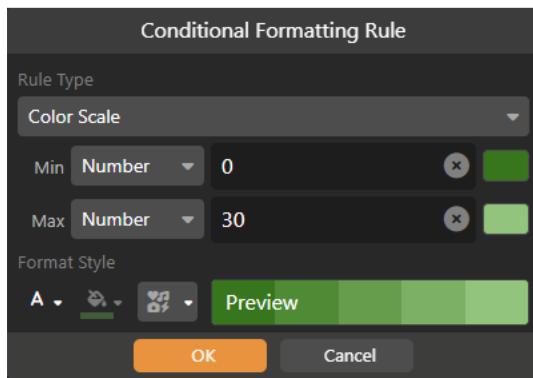 Conditional Formatting Rule
Rule Type
Color Scale
Min Number 0
Max Number 30
Format Style
A Preview
OK Cancel